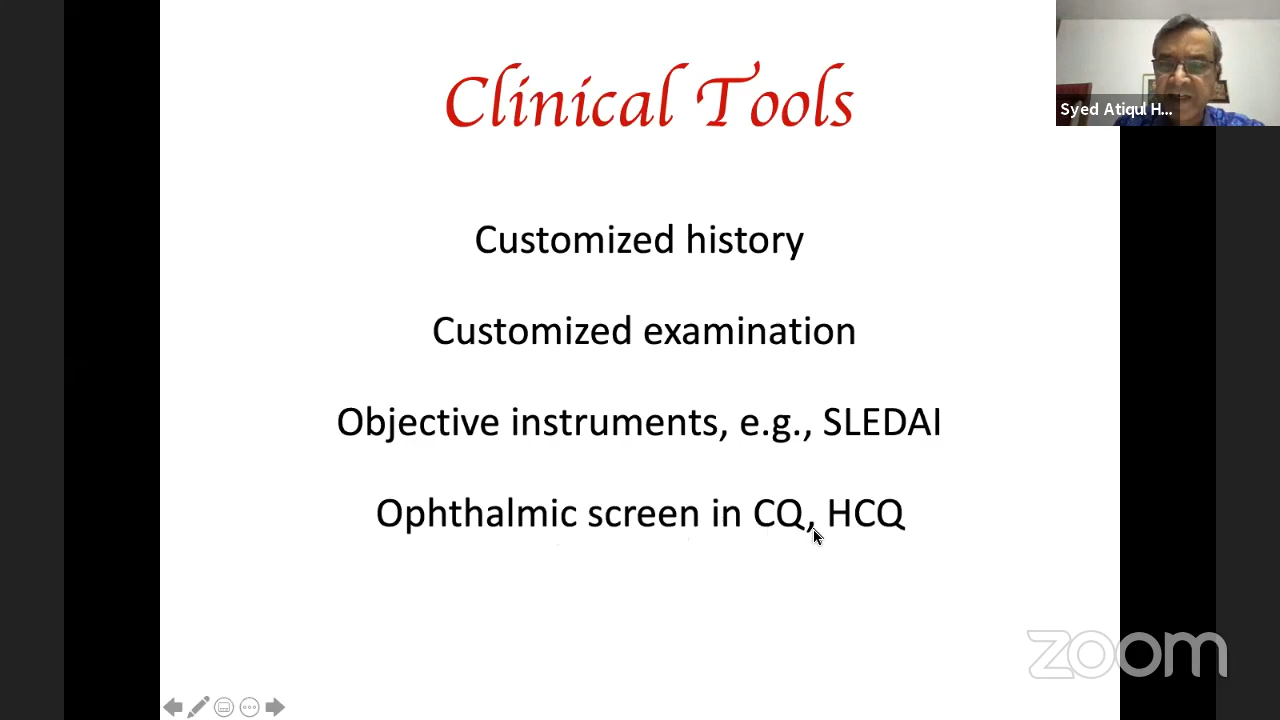 Clinical Tools
Syed Atiqul H...
Customized history
Customized examination
Objective instruments, e.g., SLEDAI
Ophthalmic screen in CQ, HCQ
zoom